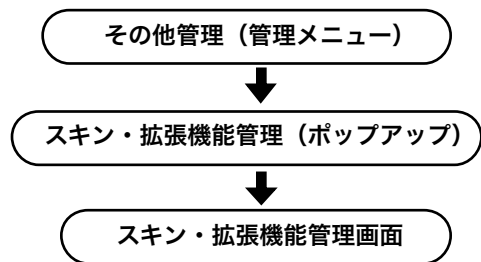 その他管理（管理メニュー）
スキン・拡張機能管理（ポップアップ）
スキン・拡張機能管理画面